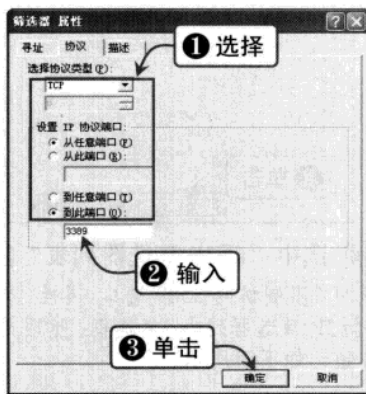 筛选器 属性
寻址 协议 描述
❶ 选择
选择协议类型(P):
TCP
设置 IP 协议端口:
从任意端口(F)
从此端口(R):
到任意端口(T)
到此端口(O):
3389
❷ 输入
❸ 单击
确定 取消